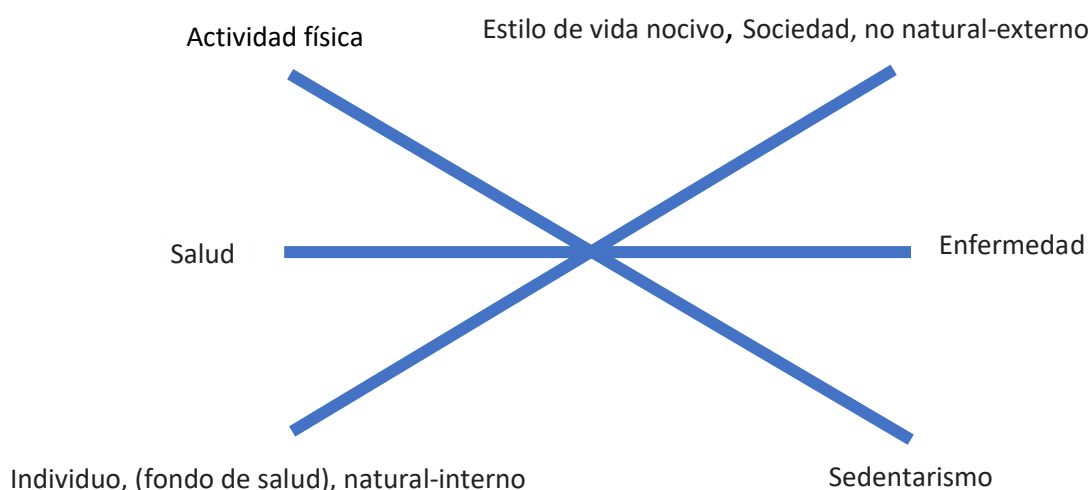 Actividad física
Estilo de vida nocivo, Sociedad, no natural-externo
Salud
Enfermedad
Individuo, (fondo de salud), natural-interno
Sedentarismo